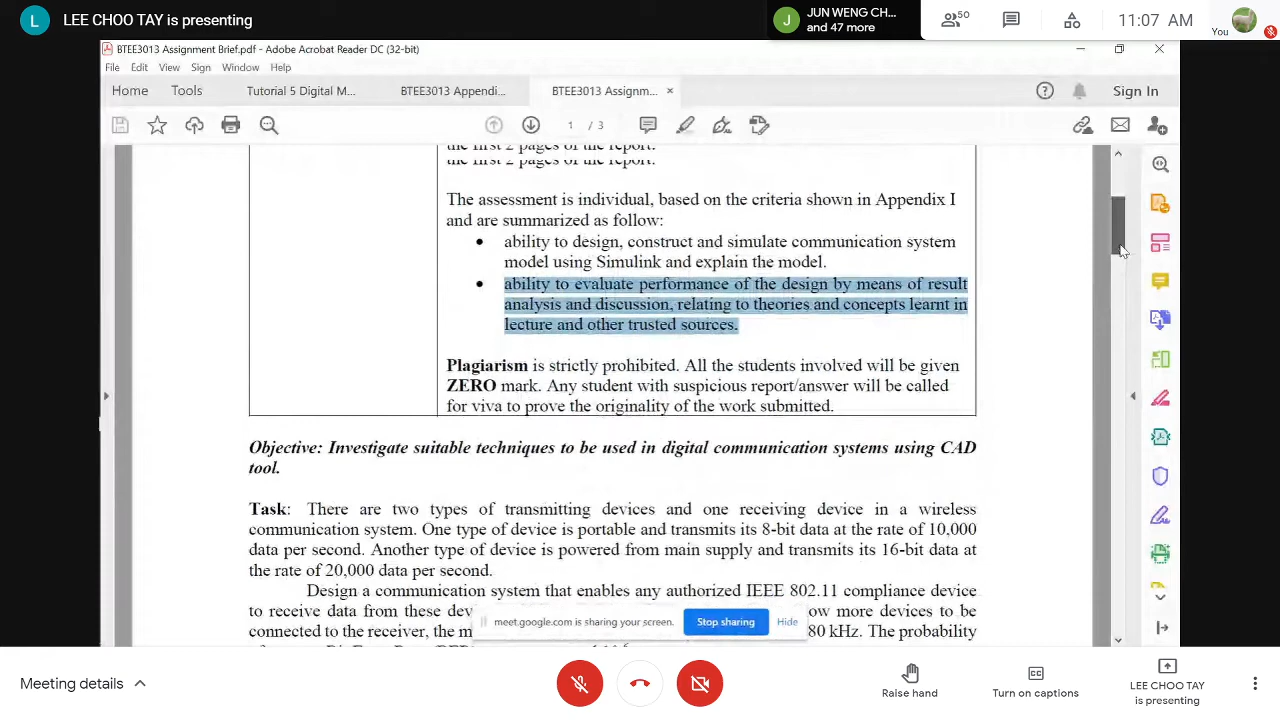 L LEE CHOO TAY is presenting
J JUN WENG CH...
and 47 more
50
11:07 AM
You
BTEE3013 Assignment Brief.pdf - Adobe Acrobat Reader DC (32-bit)
File Edit View Sign Window Help
Home Tools Tutorial 5 Digital M... BTEE3013 Appendi... BTEE3013 Assignm... ×
Sign In
1 / 3
the first 2 pages of the report.
the first 2 pages of the report.
The assessment is individual, based on the criteria shown in Appendix I
and are summarized as follow:
• ability to design, construct and simulate communication system
model using Simulink and explain the model.
• ability to evaluate performance of the design by means of result
analysis and discussion, relating to theories and concepts learnt in
lecture and other trusted sources.
Plagiarism is strictly prohibited. All the students involved will be given
ZERO mark. Any student with suspicious report/answer will be called
for viva to prove the originality of the work submitted.
Objective: Investigate suitable techniques to be used in digital communication systems using CAD
tool.
Task: There are two types of transmitting devices and one receiving device in a wireless
communication system. One type of device is portable and transmits its 8-bit data at the rate of 10,000
data per second. Another type of device is powered from main supply and transmits its 16-bit data at
the rate of 20,000 data per second.
Design a communication system that enables any authorized IEEE 802.11 compliance device
to receive data from these dev ow more devices to be
connected to the receiver, the m 80 kHz. The probability
meet.google.com is sharing your screen. Stop sharing Hide
Meeting details
Raise hand
Turn on captions
LEE CHOO TAY
is presenting